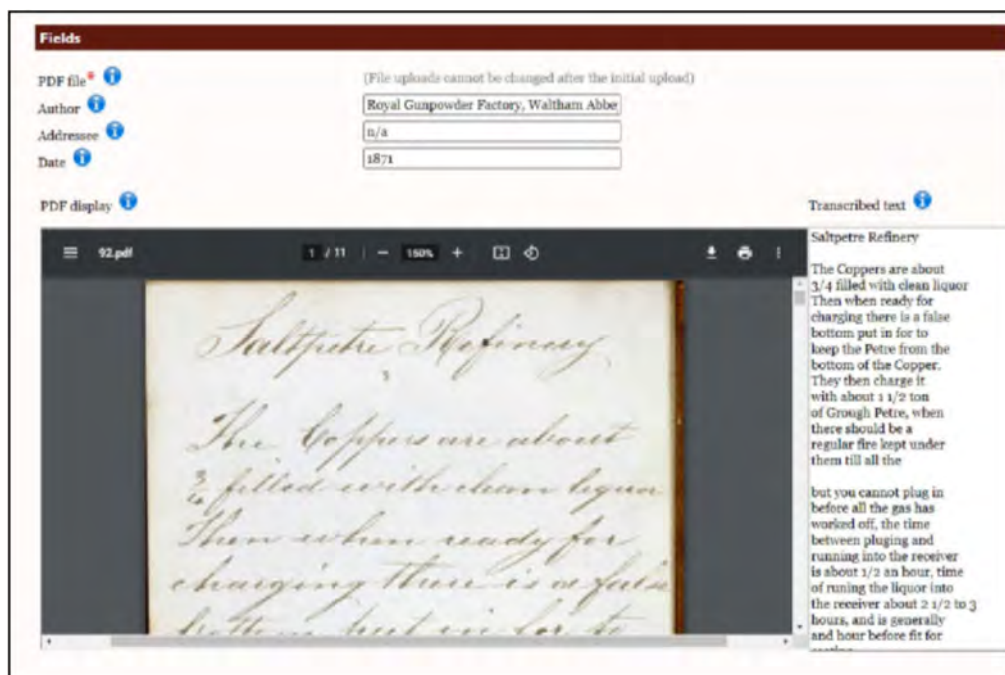 Fields
PDF file*
(File uploads cannot be changed after the initial upload)
Author
Royal Gunpowder Factory, Waltham Abbe
Addressee
n/a
Date
1871
PDF display
Transcribed text
92.pdf
1 / 11
150%
Saltpetre Refinery
3
The Coppers are about
3/4 filled with clean liquor
Then when ready for
charging there is a false
bottom put in for to
Saltpetre Refinery
The Coppers are about
3/4 filled with clean liquor
Then when ready for
charging there is a false
bottom put in for to
keep the Petre from the
bottom of the Copper.
They then charge it
with about 1 1/2 ton
of Grough Petre, when
there should be a
regular fire kept under
them till all the
but you cannot plug in
before all the gas has
worked off, the time
between pluging and
running into the receiver
is about 1/2 an hour, time
of runing the liquor into
the receiver about 2 1/2 to 3
hours, and is generally
and hour before fit for